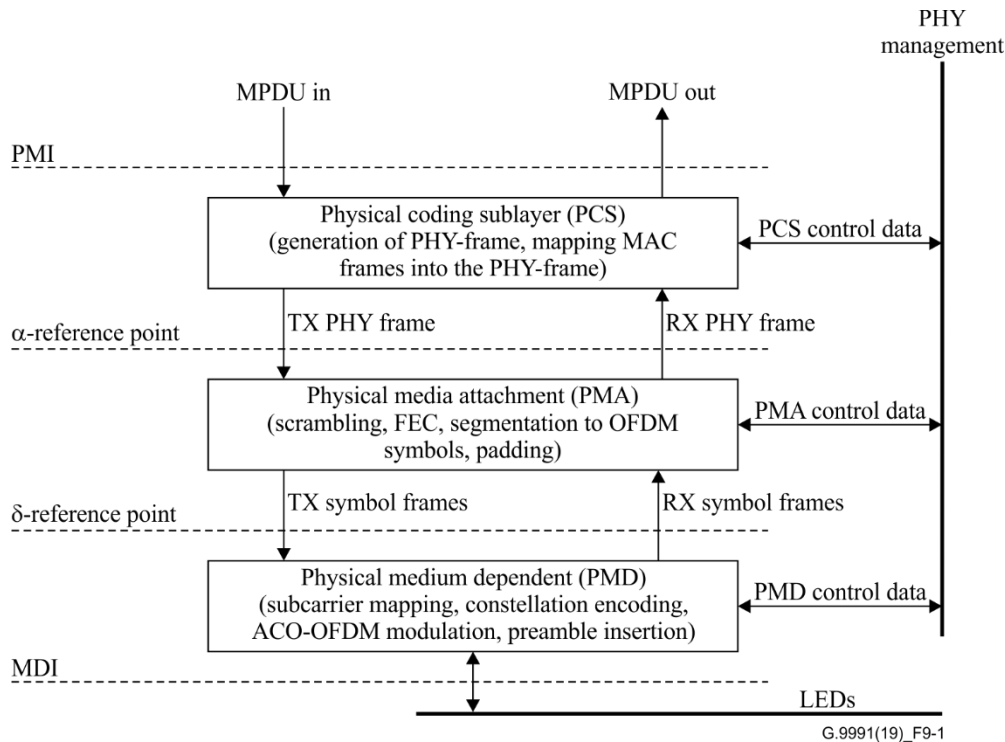 PHY
management
MPDU in
MPDU out
PMI
Physical coding sublayer (PCS)
(generation of PHY-frame, mapping MAC
frames into the PHY-frame)
PCS control data
TX PHY frame
RX PHY frame
α-reference point
Physical media attachment (PMA)
(scrambling, FEC, segmentation to OFDM
symbols, padding)
PMA control data
TX symbol frames
RX symbol frames
δ-reference point
Physical medium dependent (PMD)
(subcarrier mapping, constellation encoding,
ACO-OFDM modulation, preamble insertion)
PMD control data
MDI
LEDs
G.9991(19)_F9-1